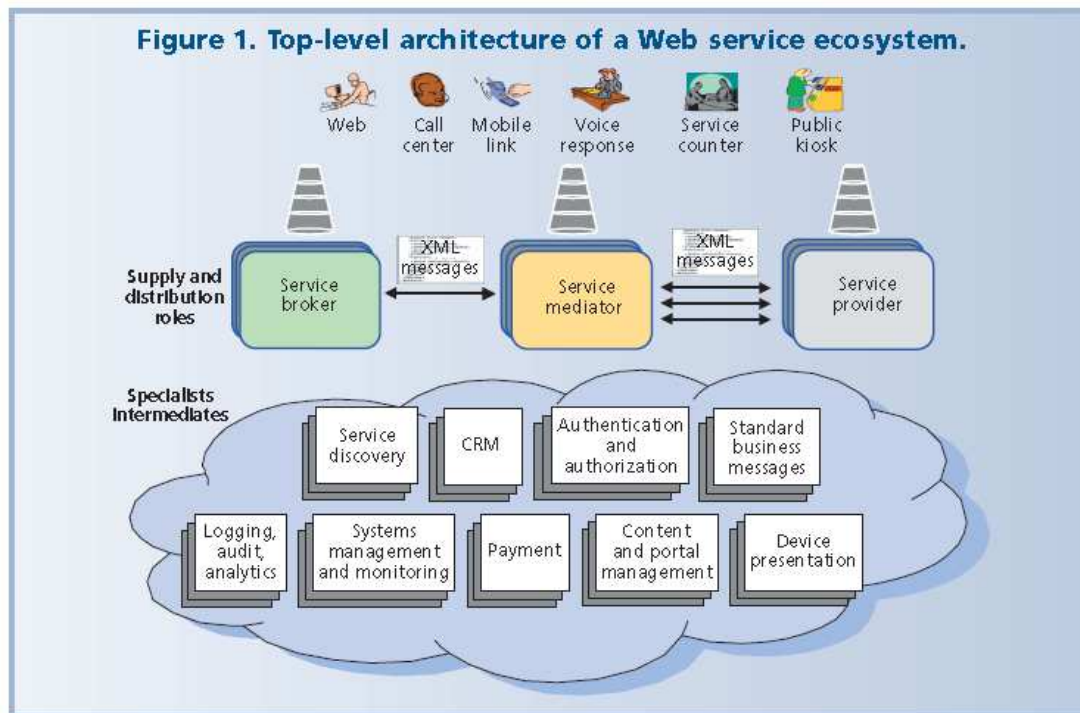 Figure 1. Top-level architecture of a Web service ecosystem.
Web
Call
center
Mobile
link
Voice
response
Service
counter
Public
kiosk
Supply and
distribution
roles
Service
broker
XML
messages
Service
mediator
XML
messages
Service
provider
Specialists
intermediates
Service
discovery
CRM
Authentication
and
authorization
Standard
business
messages
Logging,
audit,
analytics
Systems
management
and monitoring
Payment
Content
and portal
management
Device
presentation